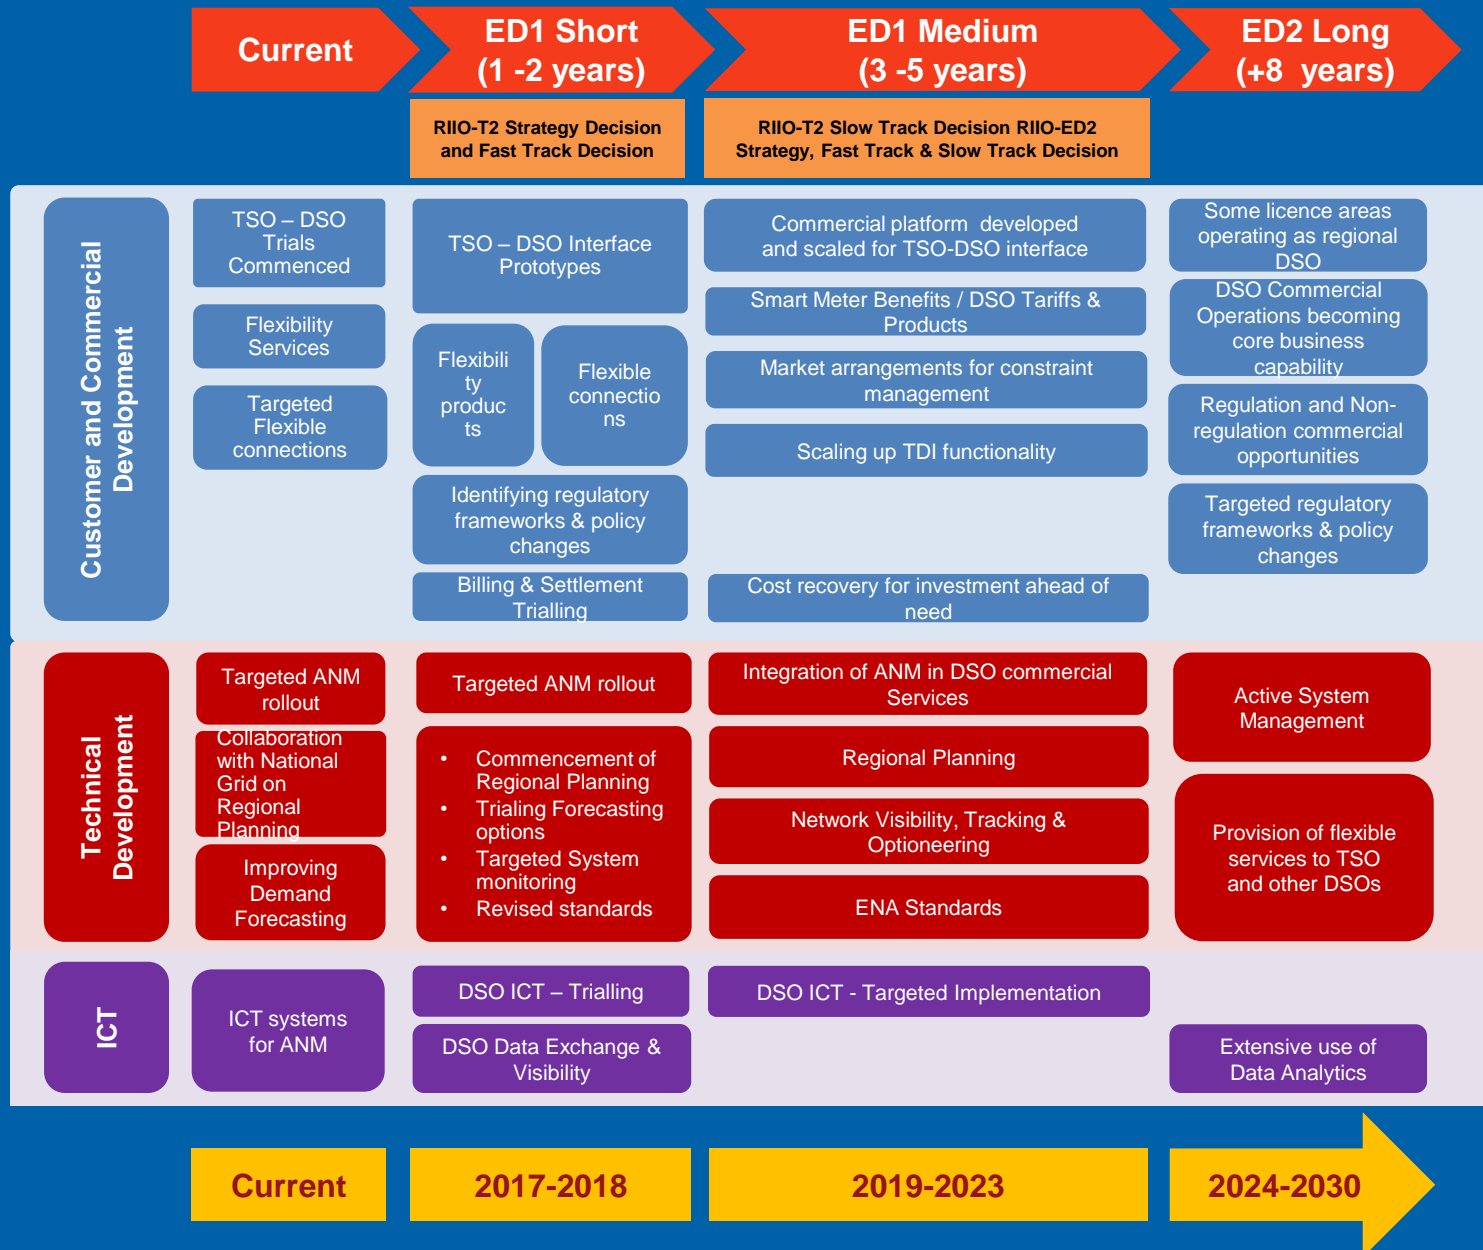 Current
ED1 Short
(1 -2 years)
ED1 Medium
(3 -5 years)
ED2 Long
(+8 years)
RIIO-T2 Strategy Decision
and Fast Track Decision
RIIO-T2 Slow Track Decision RIIO-ED2
Strategy, Fast Track & Slow Track Decision
Customer and Commercial
Development
TSO – DSO
Trials
Commenced
Flexibility
Services
Targeted
Flexible
connections
TSO – DSO Interface
Prototypes
Flexibili
ty
produc
ts
Flexible
connectio
ns
Identifying regulatory
frameworks & policy
changes
Billing & Settlement
Trialling
Commercial platform developed
and scaled for TSO-DSO interface
Smart Meter Benefits / DSO Tariffs &
Products
Market arrangements for constraint
management
Scaling up TDI functionality
Cost recovery for investment ahead of
need
Some licence areas
operating as regional
DSO
DSO Commercial
Operations becoming
core business
capability
Regulation and Non-
regulation commercial
opportunities
Targeted regulatory
frameworks & policy
changes
Technical
Development
Targeted ANM
rollout
Collaboration
with National
Grid on
Regional
Planning
Improving
Demand
Forecasting
Targeted ANM rollout
• Commencement of
Regional Planning
• Trialing Forecasting
options
• Targeted System
monitoring
• Revised standards
Integration of ANM in DSO commercial
Services
Regional Planning
Network Visibility, Tracking &
Optioneering
ENA Standards
Active System
Management
Provision of flexible
services to TSO
and other DSOs
ICT
ICT systems
for ANM
DSO ICT – Trialling
DSO Data Exchange &
Visibility
DSO ICT - Targeted Implementation
Extensive use of
Data Analytics
Current
2017-2018
2019-2023
2024-2030